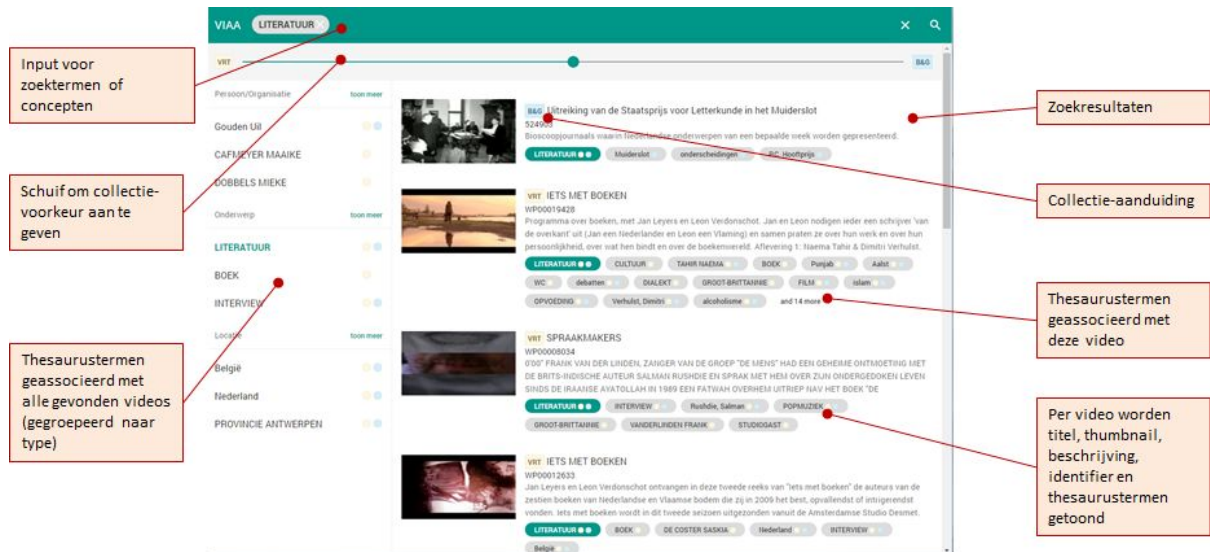 VIAA LITERATUUR
VRT
B&G
Input voor
zoektermen of
concepten
Schuif om collectie-
voorkeur aan te
geven
Thesaurustermen
geassocieerd met
alle gevonden videos
(gegroepeerd naar
type)
Persoon/Organisatie toon meer
Gouden Uil
CAFMEYER MAAIKE
DOBBELS MIEKE
Onderwerp toon meer
LITERATUUR
BOEK
INTERVIEW
Locatie toon meer
België
Nederland
PROVINCIE ANTWERPEN
B&G Uitreiking van de Staatsprijs voor Letterkunde in het Muiderslot
524903
Bioscoopjournaals waarin Nederlandse onderwerpen van een bepaalde week worden gepresenteerd.
LITERATUUR Muiderslot onderscheidingen P.C. Hooftprijs
VRT IETS MET BOEKEN
WP00019428
Programma over boeken, met Jan Leyers en Leon Verdonschot. Jan en Leon nodigen ieder een schrijver 'van
de overkant' uit (Jan een Nederlander en Leon een Vlaming) en samen praten ze over hun werk en over hun
persoonlijkheid, over wat hen bindt en over de boekenwereld. Aflevering 1: Naema Tahir & Dimitri Verhulst.
LITERATUUR CULTUUR TAHIR NAEMA BOEK Punjab Aalst
WC debatten DIALEKT GROOT-BRITTANNIE FILM islam
OPVOEDING Verhulst, Dimitri alcoholisme and 14 more
VRT SPRAAKMAKERS
WP00008034
0'00" FRANK VAN DER LINDEN, ZANGER VAN DE GROEP "DE MENS" HAD EEN GEHEIME ONTMOETING MET
DE BRITS-INDISCHE AUTEUR SALMAN RUSHDIE EN SPRAK MET HEM OVER ZIJN ONDERGEDOKEN LEVEN
SINDS DE IRAANSE AYATOLLAH IN 1989 EEN FATWAH OVERHEM UITRIEP NAV HET BOEK "DE
LITERATUUR INTERVIEW Rushdie, Salman POPMUZIEK
GROOT-BRITTANNIE VANDERLINDEN FRANK STUDIOGAST
VRT IETS MET BOEKEN
WP00012633
Jan Leyers en Leon Verdonschot ontvangen in deze tweede reeks van "Iets met boeken" de auteurs van de
zestien boeken van Nederlandse en Vlaamse bodem die zij in 2009 het best, opvallendst of intrigerendst
vonden. Iets met boeken wordt in dit tweede seizoen uitgezonden vanuit de Amsterdamse Studio Desmet.
LITERATUUR BOEK DE COSTER SASKIA Nederland INTERVIEW
België
Zoekresultaten
Collectie-aanduiding
Thesaurustermen
geassocieerd met
deze video
Per video worden
titel, thumbnail,
beschrijving,
identifier en
thesaurustermen
getoond